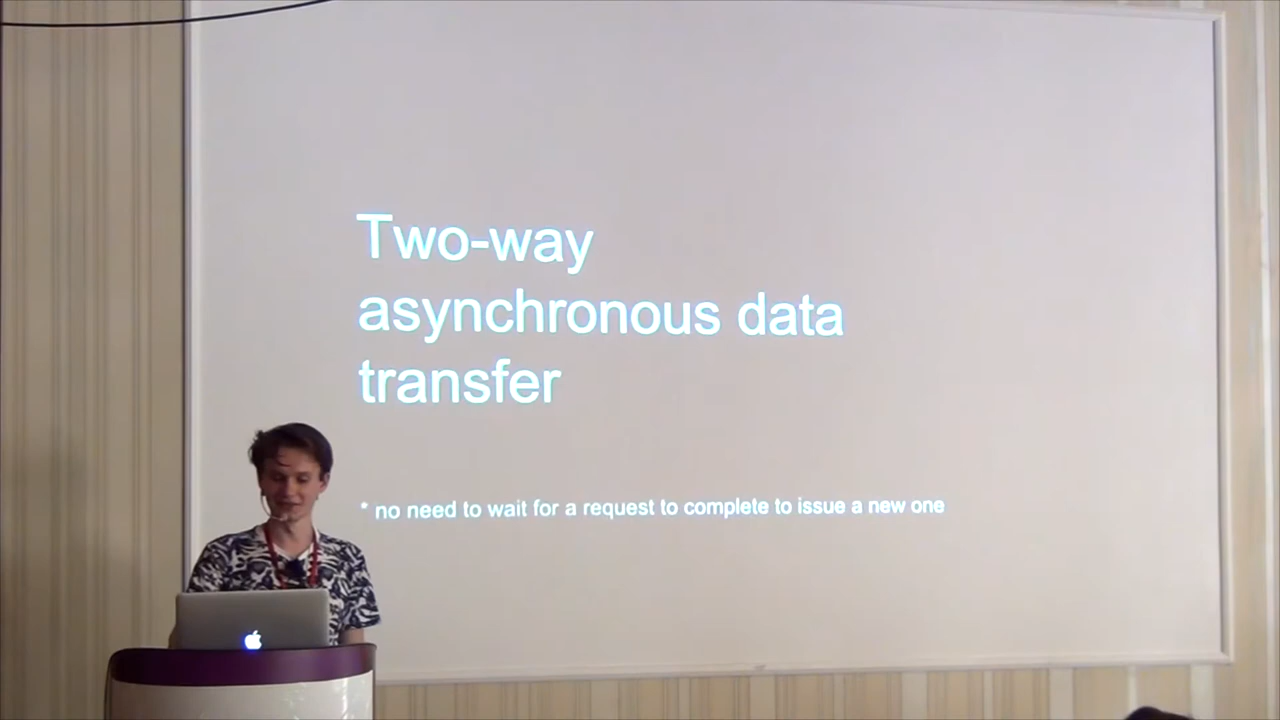 Two-way
asynchronous data
transfer
* no need to wait for a request to complete to issue a new one